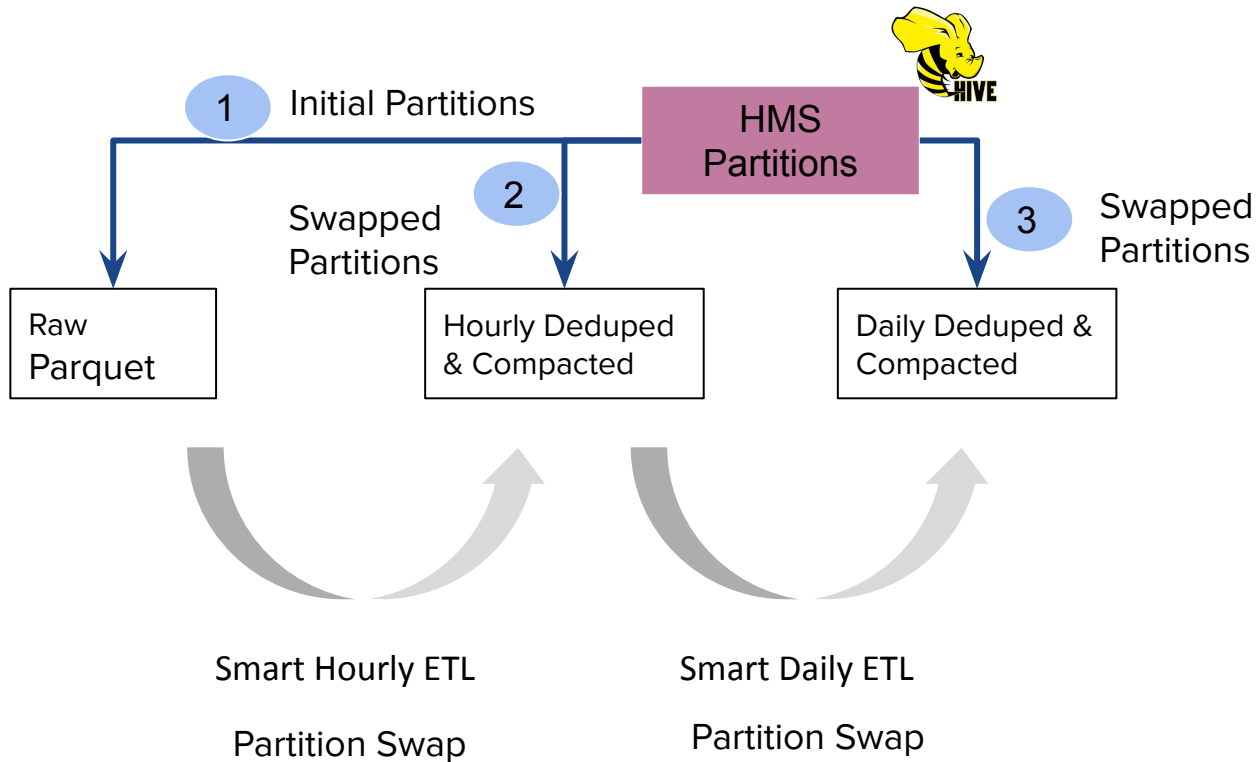 HIVE
1
Initial Partitions
HMS
Partitions
2
Swapped
Partitions
3
Swapped
Partitions
Raw
Parquet
Hourly Deduped
& Compacted
Daily Deduped &
Compacted
Smart Hourly ETL
Partition Swap
Smart Daily ETL
Partition Swap